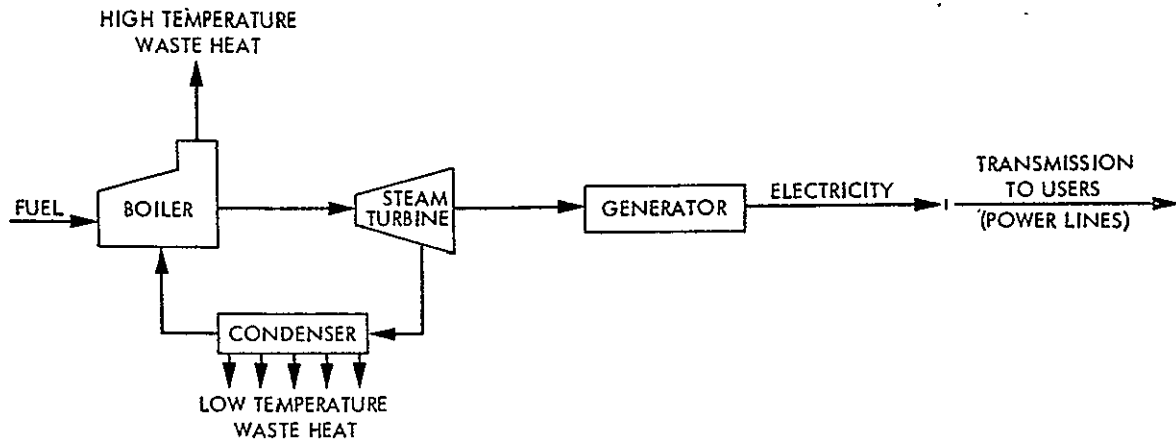 HIGH TEMPERATURE
WASTE HEAT
FUEL
BOILER
STEAM
TURBINE
GENERATOR
ELECTRICITY
TRANSMISSION
TO USERS
(POWER LINES)
CONDENSER
LOW TEMPERATURE
WASTE HEAT